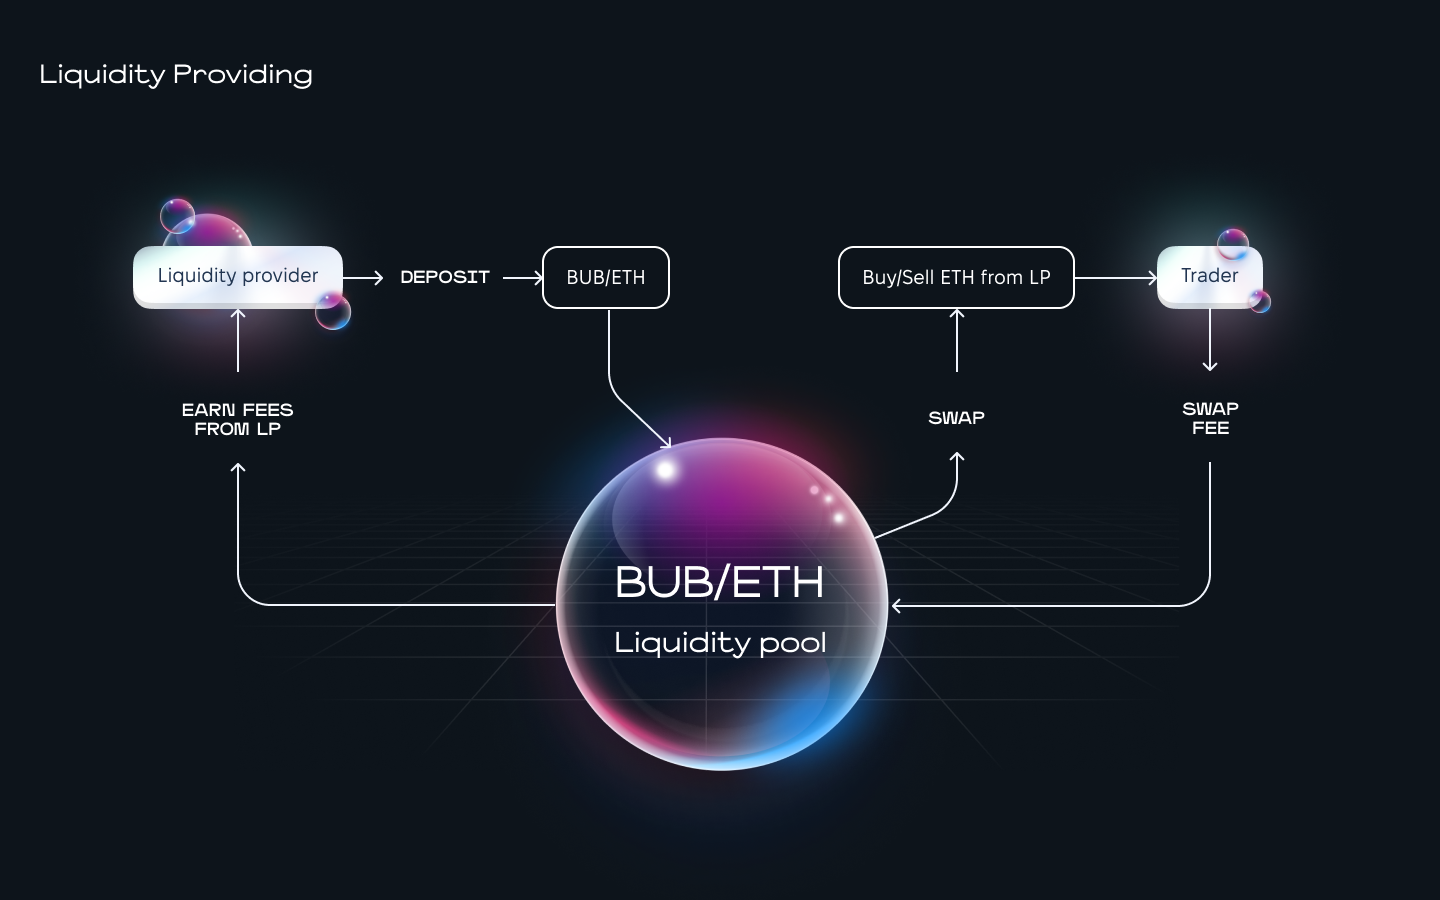 Liquidity Providing
Liquidity provider
DEPOSIT
BUB/ETH
Buy/Sell ETH from LP
Trader
EARN FEES
FROM LP
SWAP
SWAP
FEE
BUB/ETH
Liquidity pool